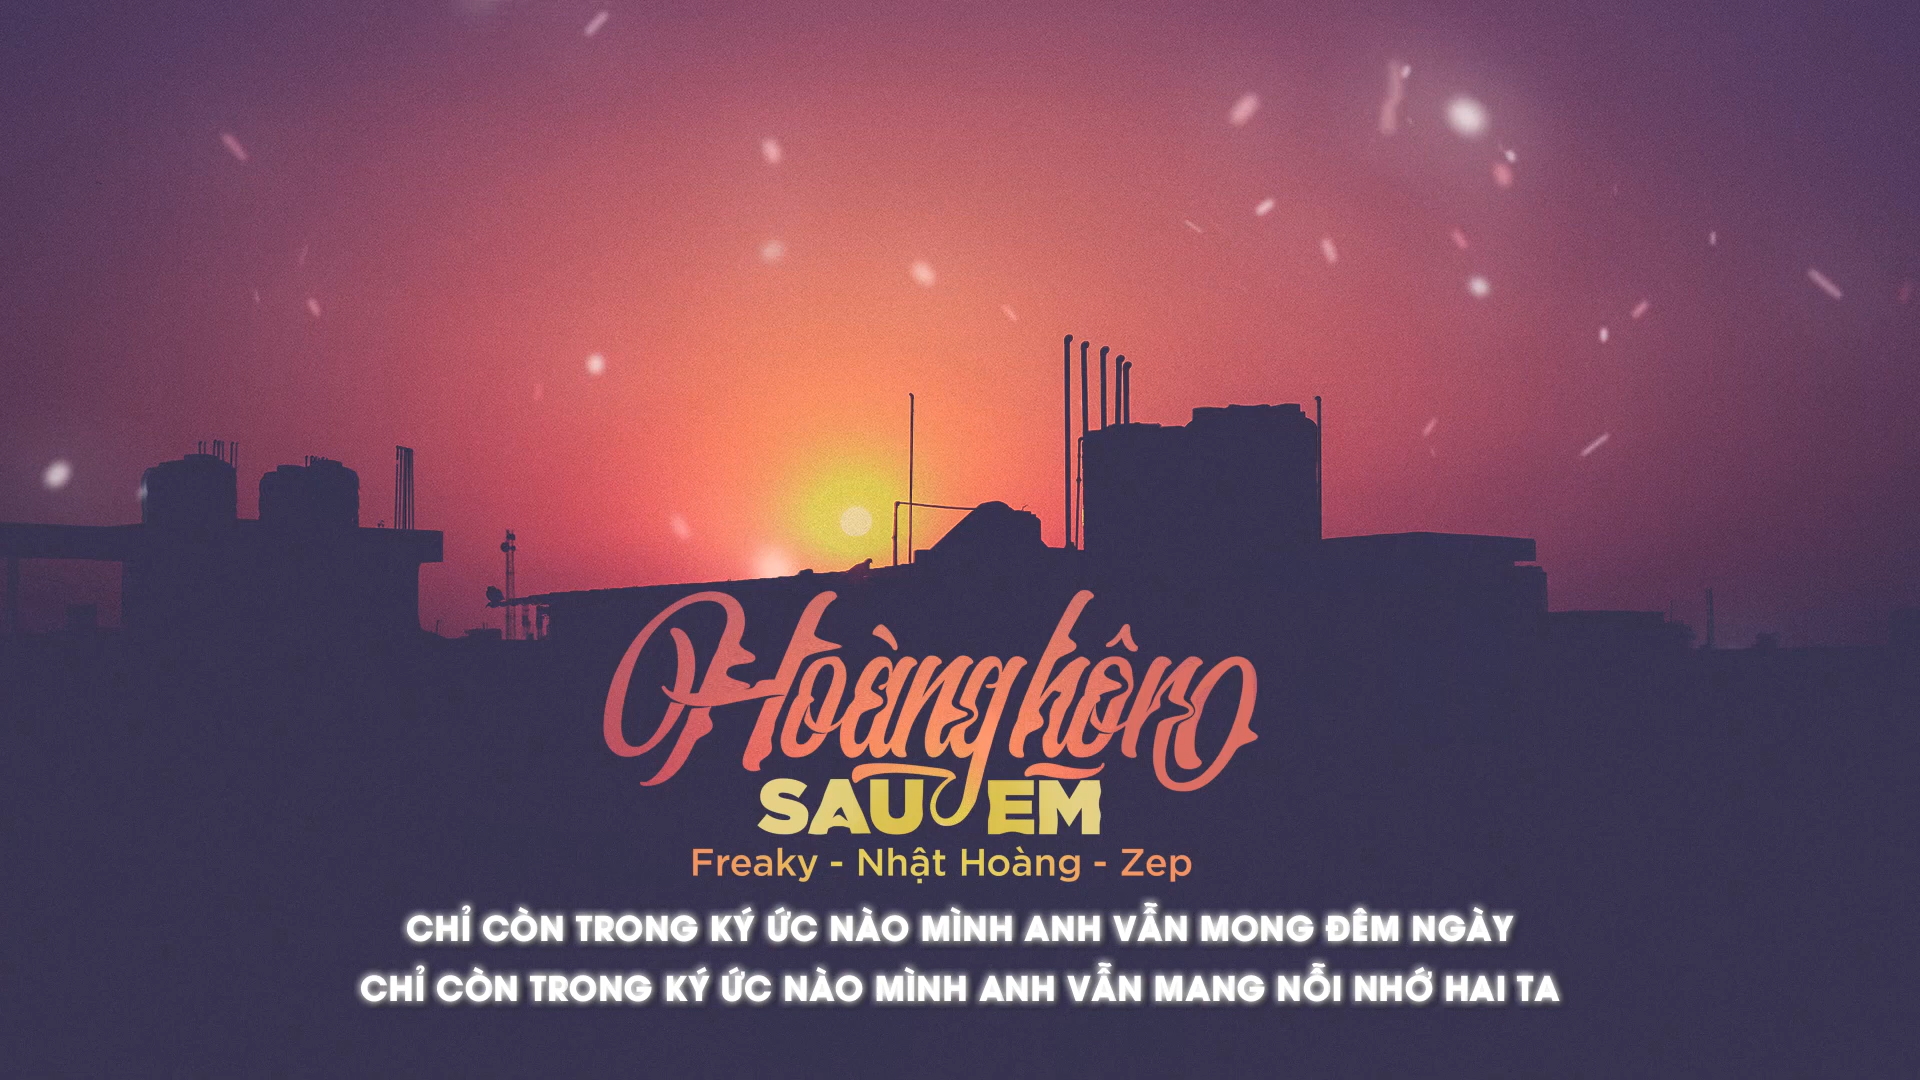 Hoàng hôn
SAU EM
Freaky - Nhật Hoàng - Zep
CHỈ CÒN TRONG KÝ ỨC NÀO MÌNH ANH VẪN MONG ĐÊM NGÀY
CHỈ CÒN TRONG KÝ ỨC NÀO MÌNH ANH VẪN MANG NỖI NHỚ HAI TA